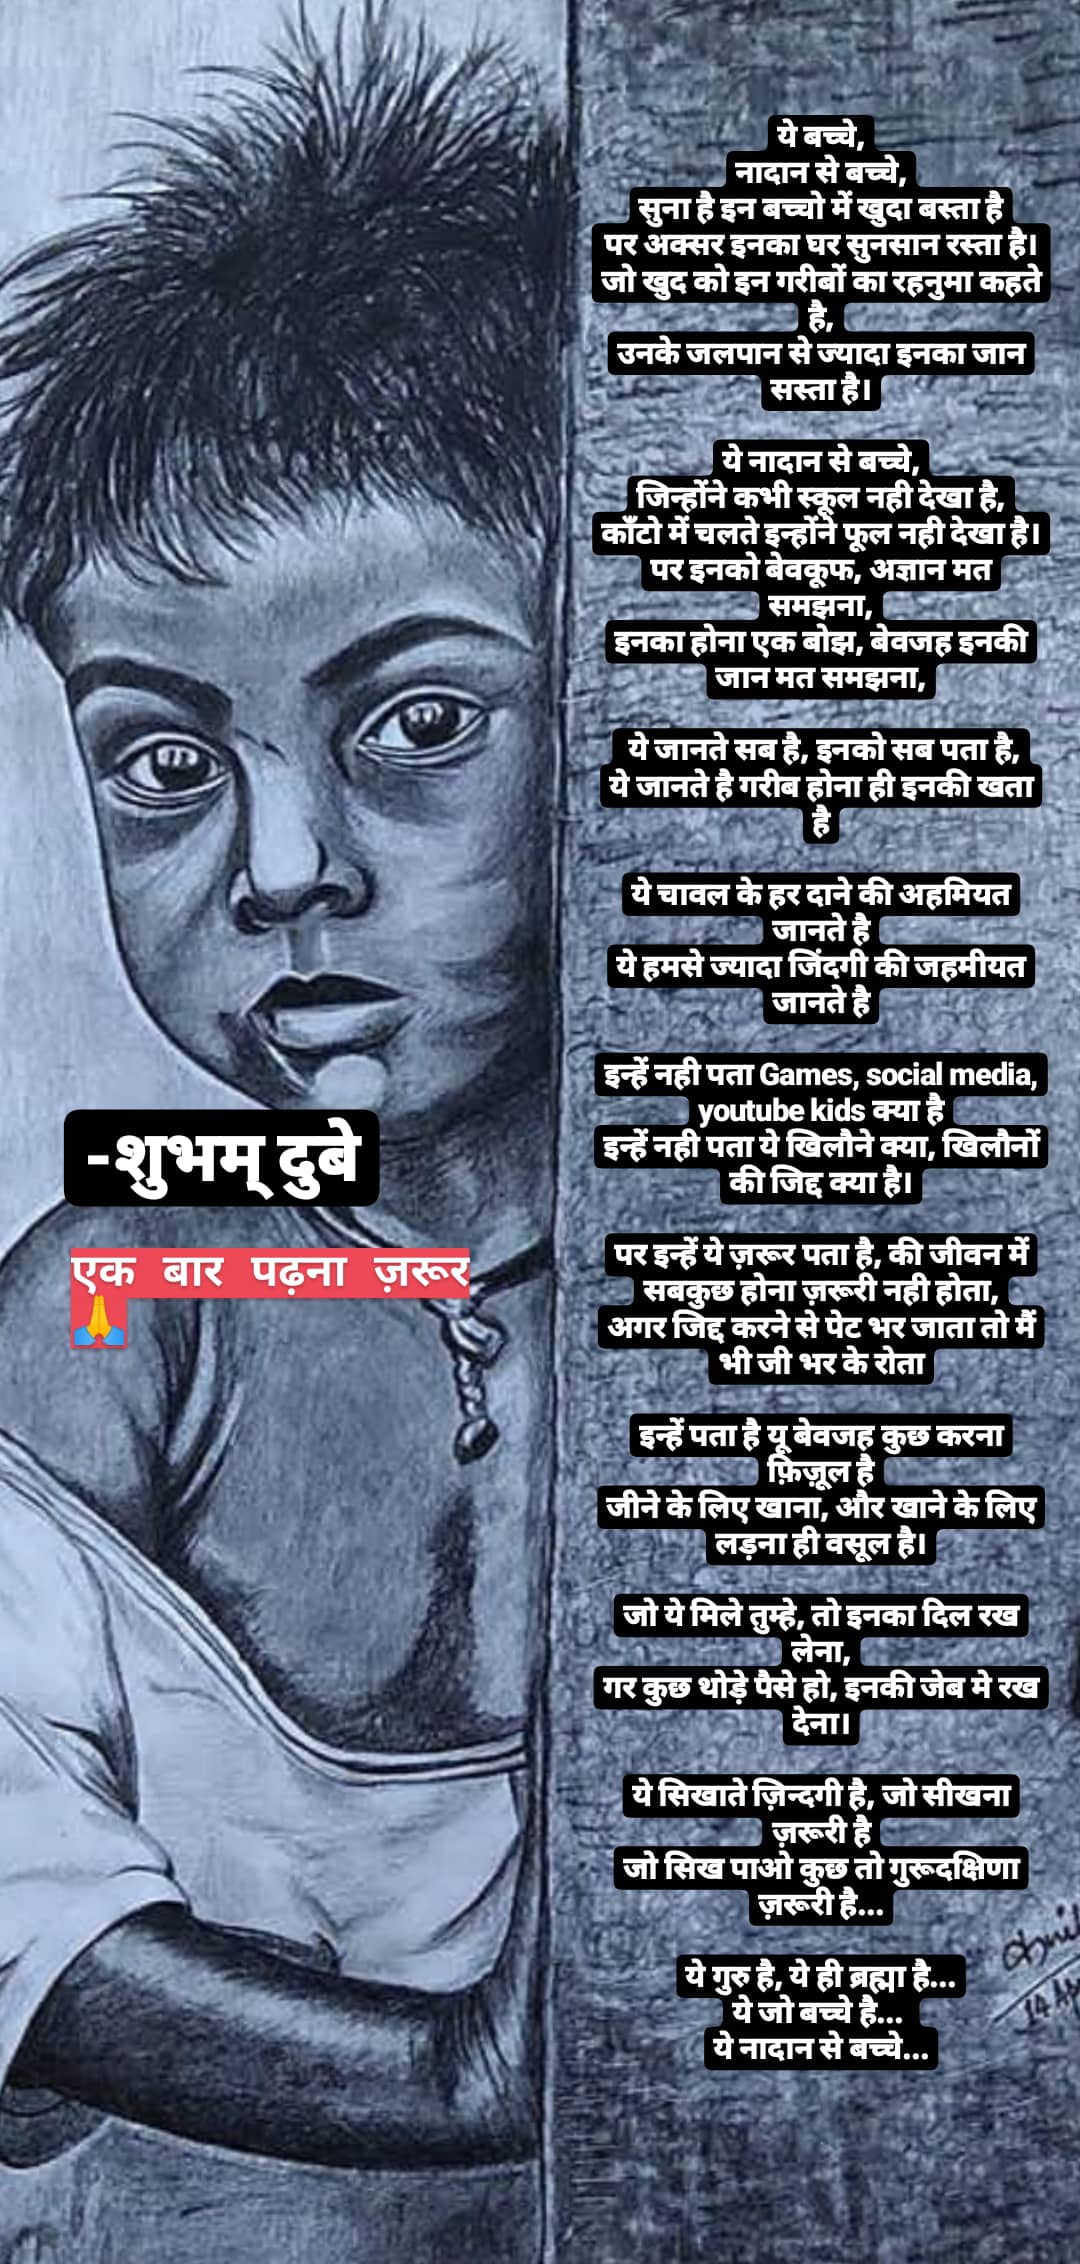 ये बच्चे,
नादान से बच्चे,
सुना है इन बच्चो में खुदा बस्ता है
पर अक्सर इनका घर सुनसान रस्ता है।
जो खुद को इन गरीबों का रहनुमा कहते
है,
उनके जलपान से ज्यादा इनका जान
सस्ता है।
ये नादान से बच्चे,
जिन्होंने कभी स्कूल नही देखा है,
काँटो में चलते इन्होंने फूल नही देखा है।
पर इनको बेवकूफ, अज्ञान मत
समझना,
इनका होना एक बोझ, बेवजह इनकी
जान मत समझना,
ये जानते सब है, इनको सब पता है,
ये जानते है गरीब होना ही इनकी खता
है
ये चावल के हर दाने की अहमियत
जानते है
ये हमसे ज्यादा जिंदगी की जहमीयत
जानते है
इन्हें नही पता Games, social media,
youtube kids क्या है
इन्हें नही पता ये खिलौने क्या, खिलौनों
की जिद्द क्या है।
पर इन्हें ये ज़रूर पता है, की जीवन में
सबकुछ होना ज़रूरी नही होता,
अगर जिद्द करने से पेट भर जाता तो मैं
भी जी भर के रोता
इन्हें पता है यू बेवजह कुछ करना
फ़िज़ूल है
जीने के लिए खाना, और खाने के लिए
लड़ना ही वसूल है।
जो ये मिले तुम्हे, तो इनका दिल रख
लेना,
गर कुछ थोड़े पैसे हो, इनकी जेब मे रख
देना।
ये सिखाते ज़िन्दगी है, जो सीखना
ज़रूरी है
जो सिख पाओ कुछ तो गुरूदक्षिणा
ज़रूरी है...
ये गुरु है, ये ही ब्रह्मा है...
ये जो बच्चे है...
ये नादान से बच्चे...
-शुभम् दुबे
एक बार पढ़ना ज़रूर
🙏
14